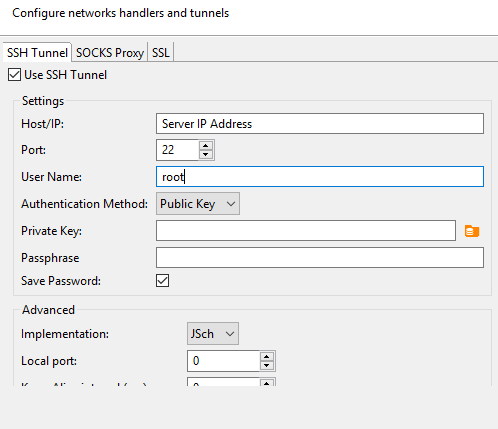 Configure networks handlers and tunnels
SSH Tunnel SOCKS Proxy SSL
Use SSH Tunnel
Settings
Host/IP: Server IP Address
Port: 22
User Name: root
Authentication Method: Public Key
Private Key:
Passphrase
Save Password:
Advanced
Implementation: JSch
Local port: 0